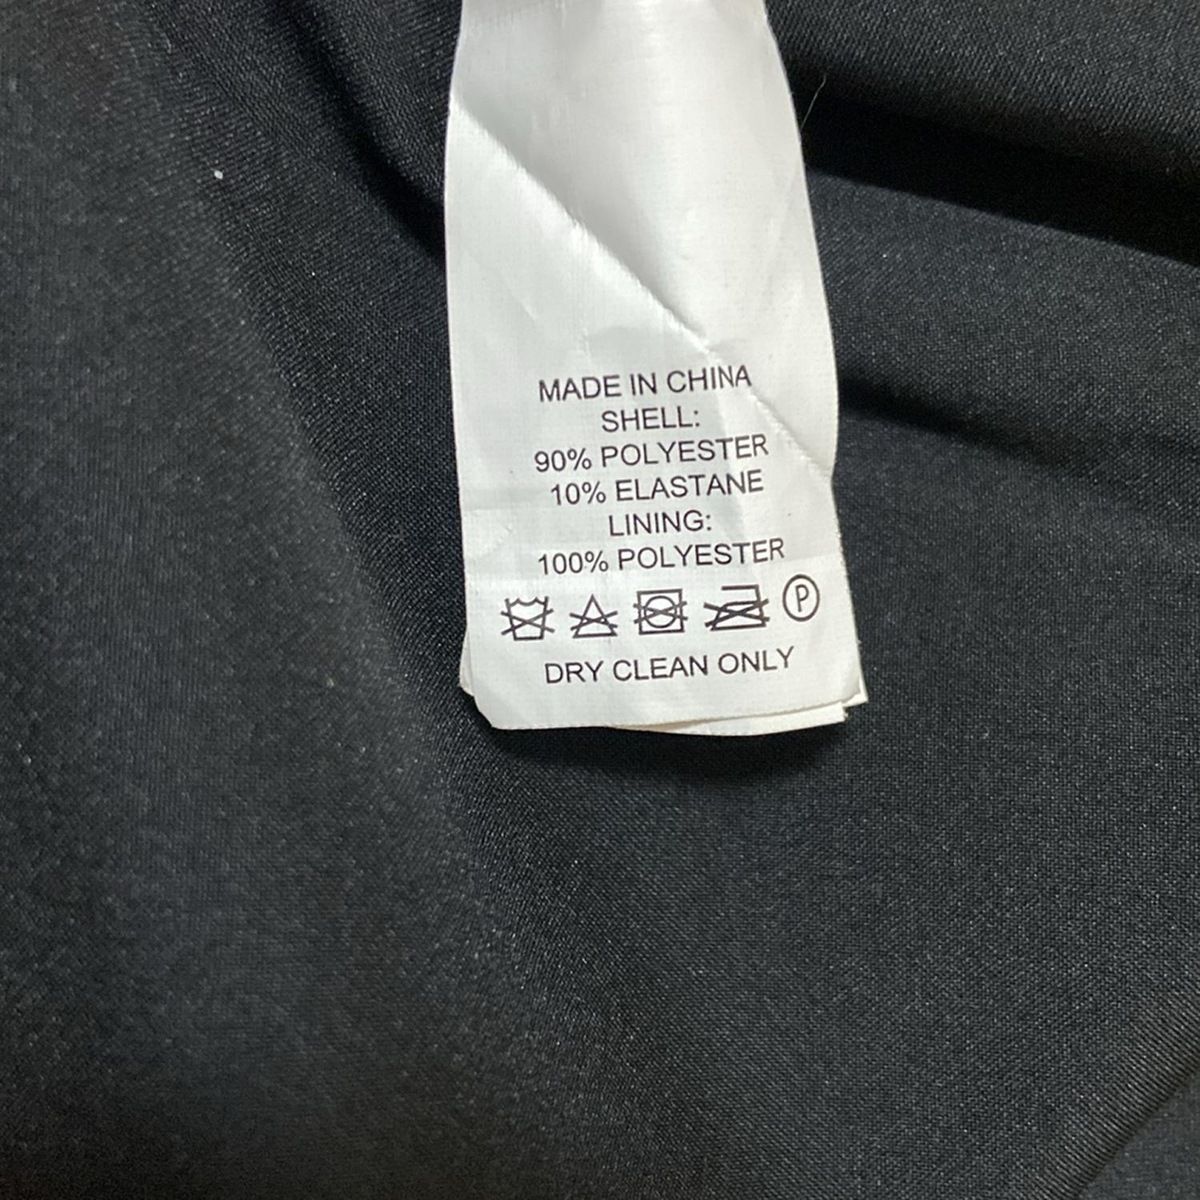 MADE IN CHINA
SHELL:
90% POLYESTER
10% ELASTANE
LINING:
100% POLYESTER
P
DRY CLEAN ONLY